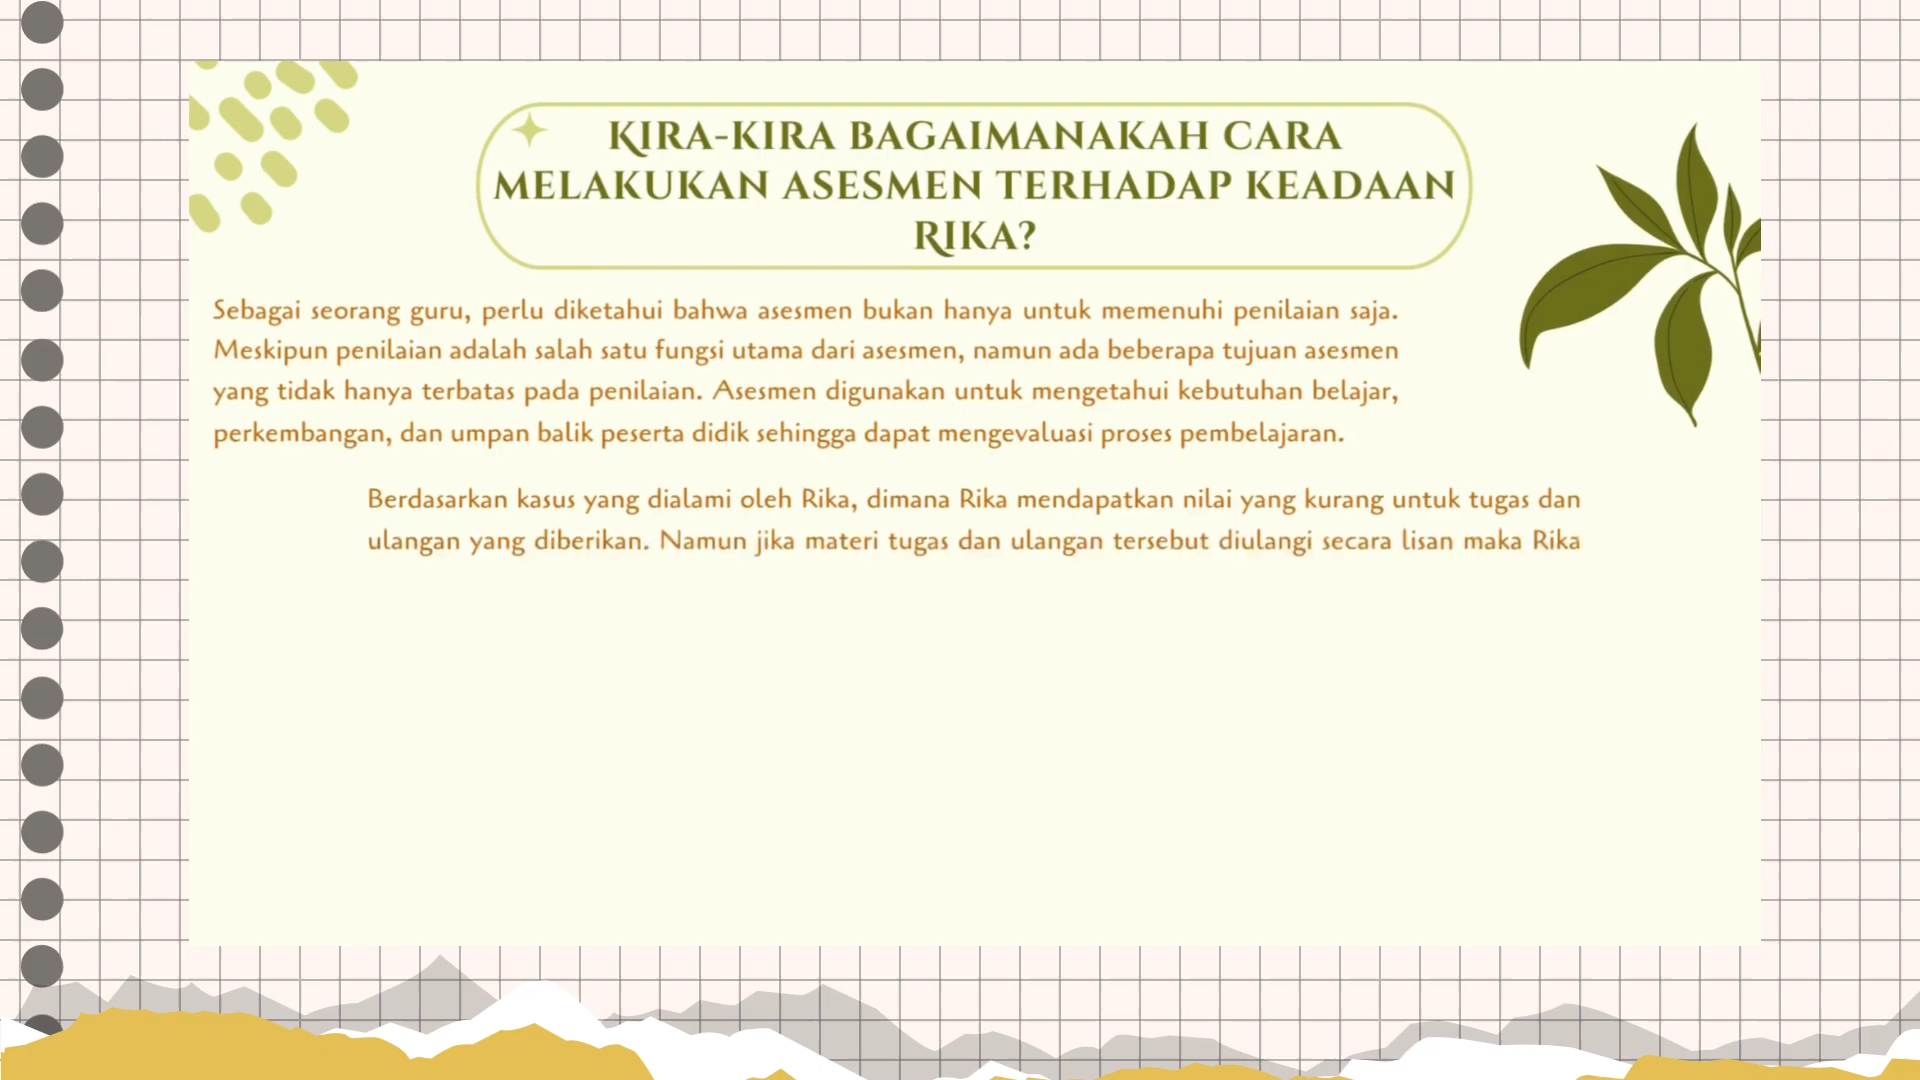 KIRA-KIRA BAGAIMANAKAH CARA
MELAKUKAN ASESMEN TERHADAP KEADAAN
RIKA?
Sebagai seorang guru, perlu diketahui bahwa asesmen bukan hanya untuk memenuhi penilaian saja.
Meskipun penilaian adalah salah satu fungsi utama dari asesmen, namun ada beberapa tujuan asesmen
yang tidak hanya terbatas pada penilaian. Asesmen digunakan untuk mengetahui kebutuhan belajar,
perkembangan, dan umpan balik peserta didik sehingga dapat mengevaluasi proses pembelajaran.
Berdasarkan kasus yang dialami oleh Rika, dimana Rika mendapatkan nilai yang kurang untuk tugas dan
ulangan yang diberikan. Namun jika materi tugas dan ulangan tersebut diulangi secara lisan maka Rika